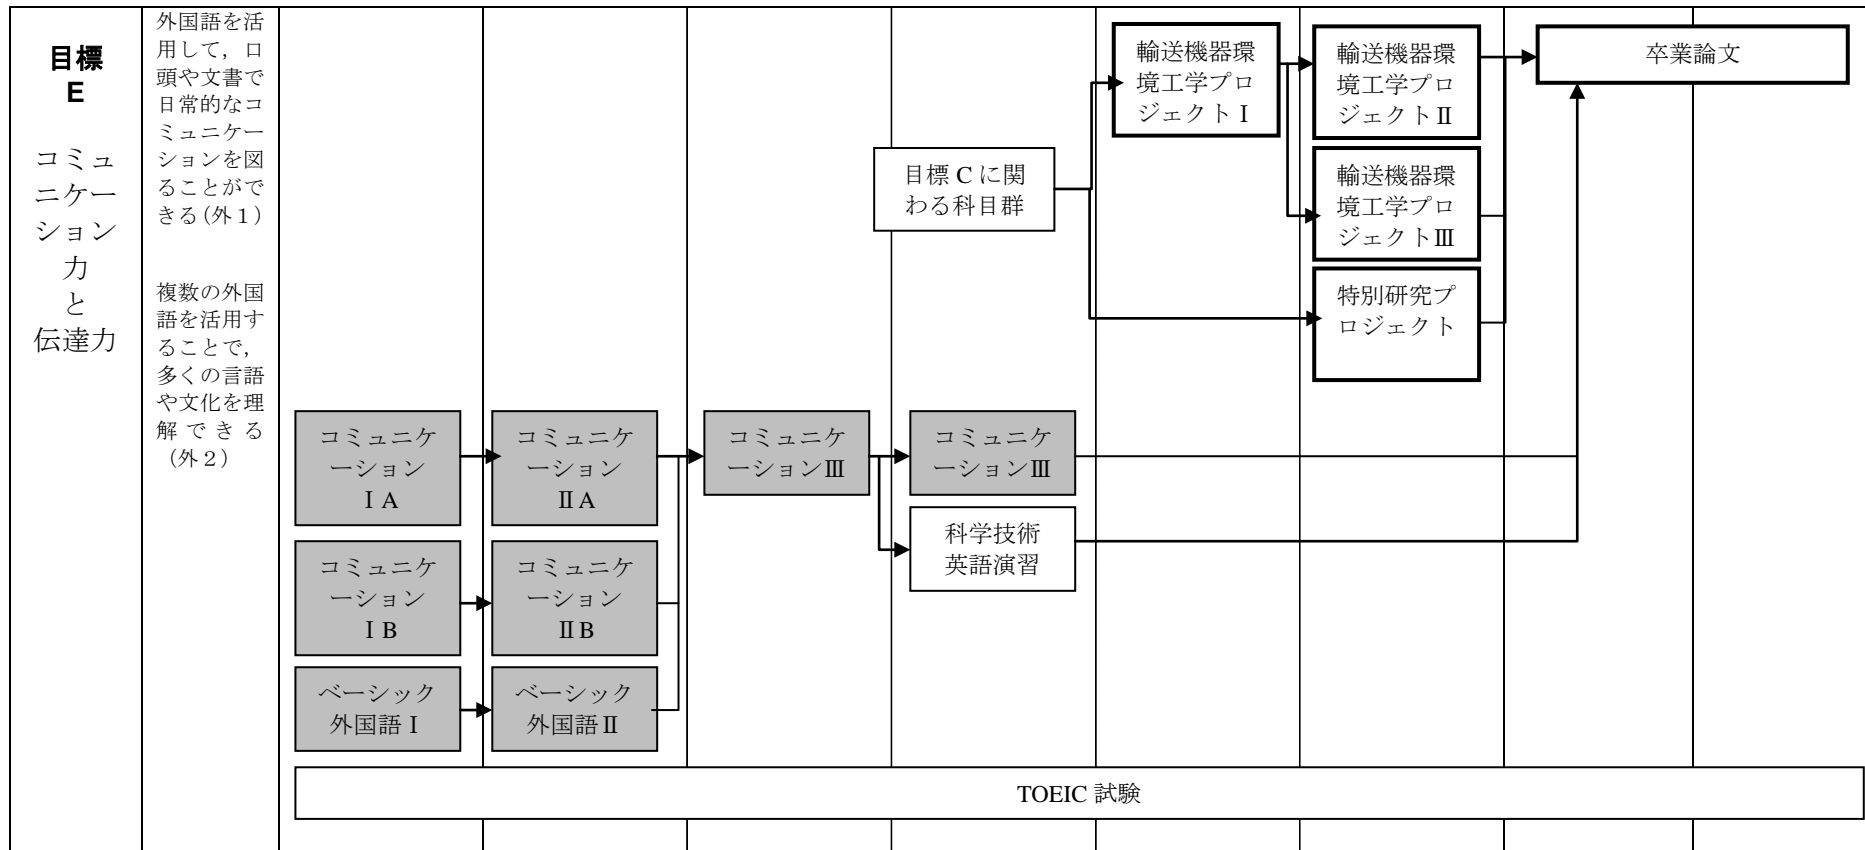 目標
E
コミュ
ニケー
ション
力
と
伝達力
外国語を活
用して，口
頭や文書で
日常的なコ
ミュニケー
ションを図
ることがで
きる（外１）
複数の外国
語を活用す
ることで，
多くの言語
や文化を理
解できる
（外２）
輸送機器環
境工学プロ
ジェクトⅠ
輸送機器環
境工学プロ
ジェクトⅡ
卒業論文
目標 C に関
わる科目群
輸送機器環
境工学プロ
ジェクトⅢ
特別研究プ
ロジェクト
コミュニケ
ーション
ⅠA
コミュニケ
ーション
ⅡA
コミュニケ
ーションⅢ
コミュニケ
ーションⅢ
科学技術
英語演習
コミュニケ
ーション
ⅠB
コミュニケ
ーション
ⅡB
ベーシック
外国語Ⅰ
ベーシック
外国語Ⅱ
TOEIC 試験